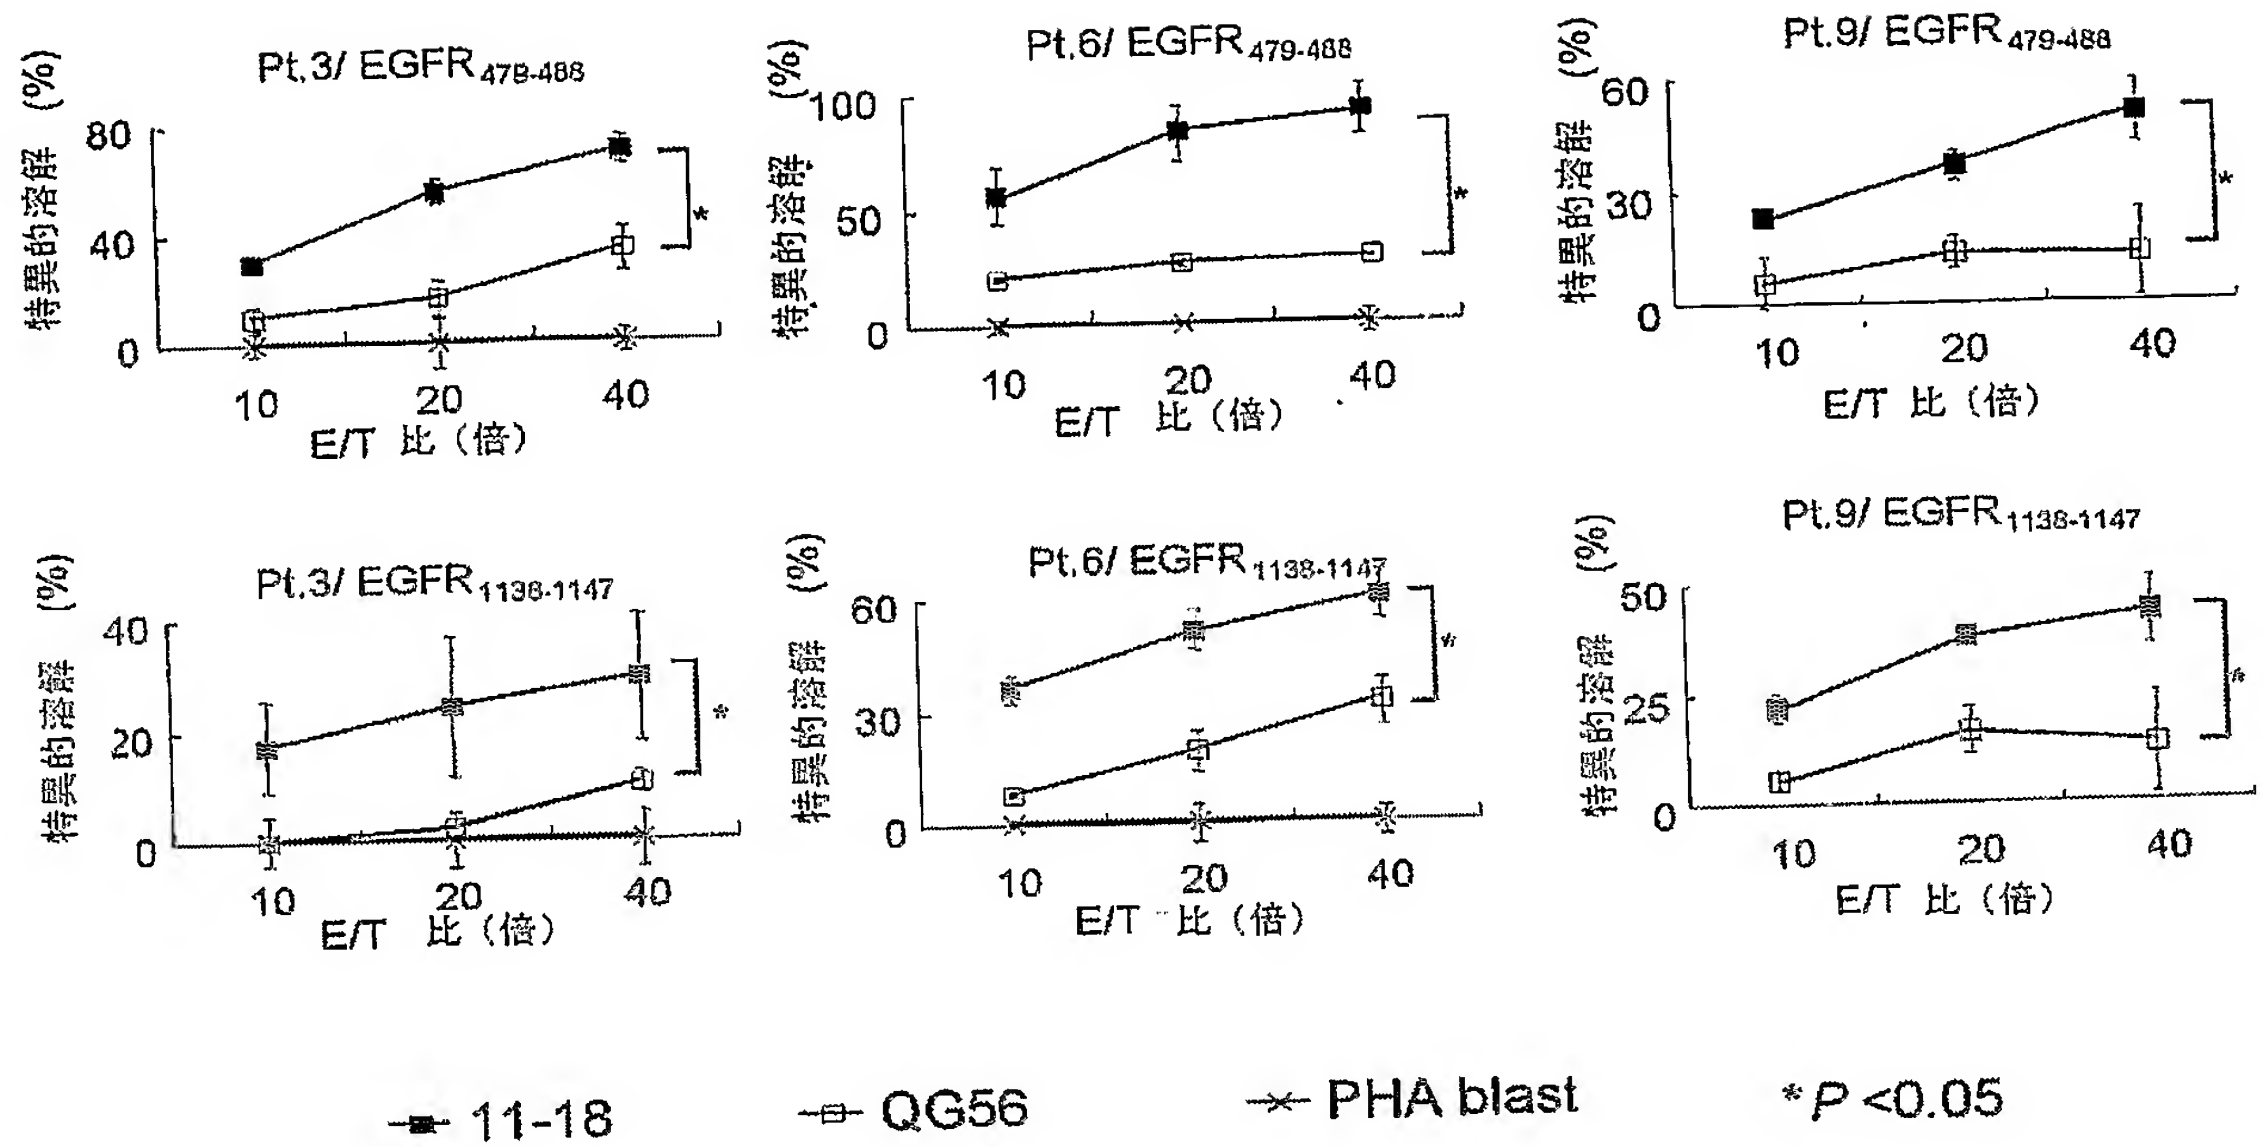 Pt.3/ EGFR479-488
特異的溶解 (%)
80
40
0
10 20 40
E/T 比（倍）
Pt.6/ EGFR479-488
特異的溶解 (%)
100
50
0
10 20 40
E/T 比（倍）
Pt.9/ EGFR479-488
特異的溶解 (%)
60
30
0
10 20 40
E/T 比（倍）
Pt.3/ EGFR1138-1147
特異的溶解 (%)
40
20
0
10 20 40
E/T 比（倍）
Pt.6/ EGFR1138-1147
特異的溶解 (%)
60
30
0
10 20 40
E/T 比（倍）
Pt.9/ EGFR1138-1147
特異的溶解 (%)
50
25
0
10 20 40
E/T 比（倍）
11-18 QG56 PHA blast *P <0.05